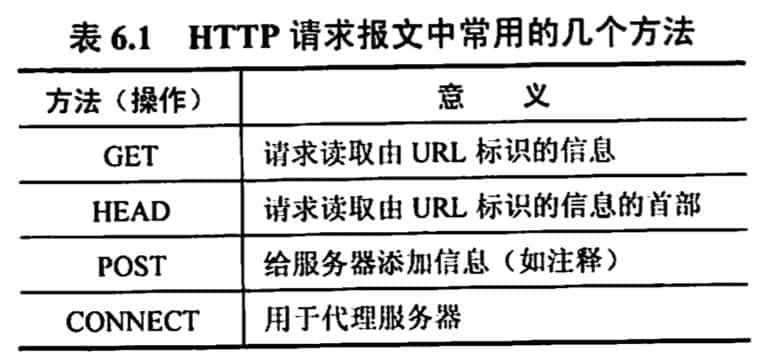 表 6.1 HTTP 请求报文中常用的几个方法
方法（操作） 意 义
GET 请求读取由 URL 标识的信息
HEAD 请求读取由 URL 标识的信息的首部
POST 给服务器添加信息（如注释）
CONNECT 用于代理服务器